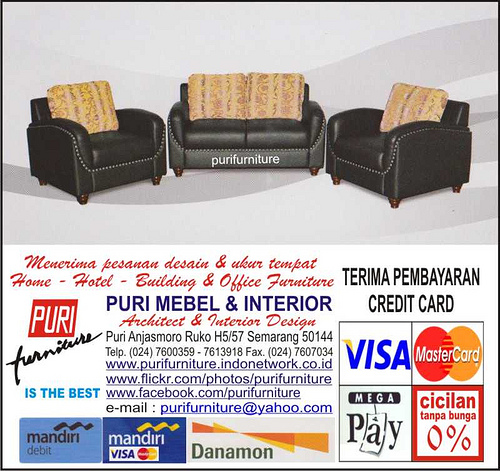 purifurniture
Menerima pesanan desain & ukur tempat
Home - Hotel - Building & Office Furniture
TERIMA PEMBAYARAN
CREDIT CARD
PURI
furniture
IS THE BEST
PURI MEBEL & INTERIOR
Architect & Interior Design
Puri Anjasmoro Ruko H5/57 Semarang 50144
Telp. (024) 7600359 - 7613918 Fax. (024) 7607034
www.purifurniture.indonetwork.co.id
www.flickr.com/photos/purifurniture
www.facebook.com/purifurniture
e-mail : purifurniture@yahoo.com
VISA
MasterCard
MEGA
Pay
cicilan
tanpa bunga
0%
mandiri
debit
mandiri
VISA MasterCard
Danamon